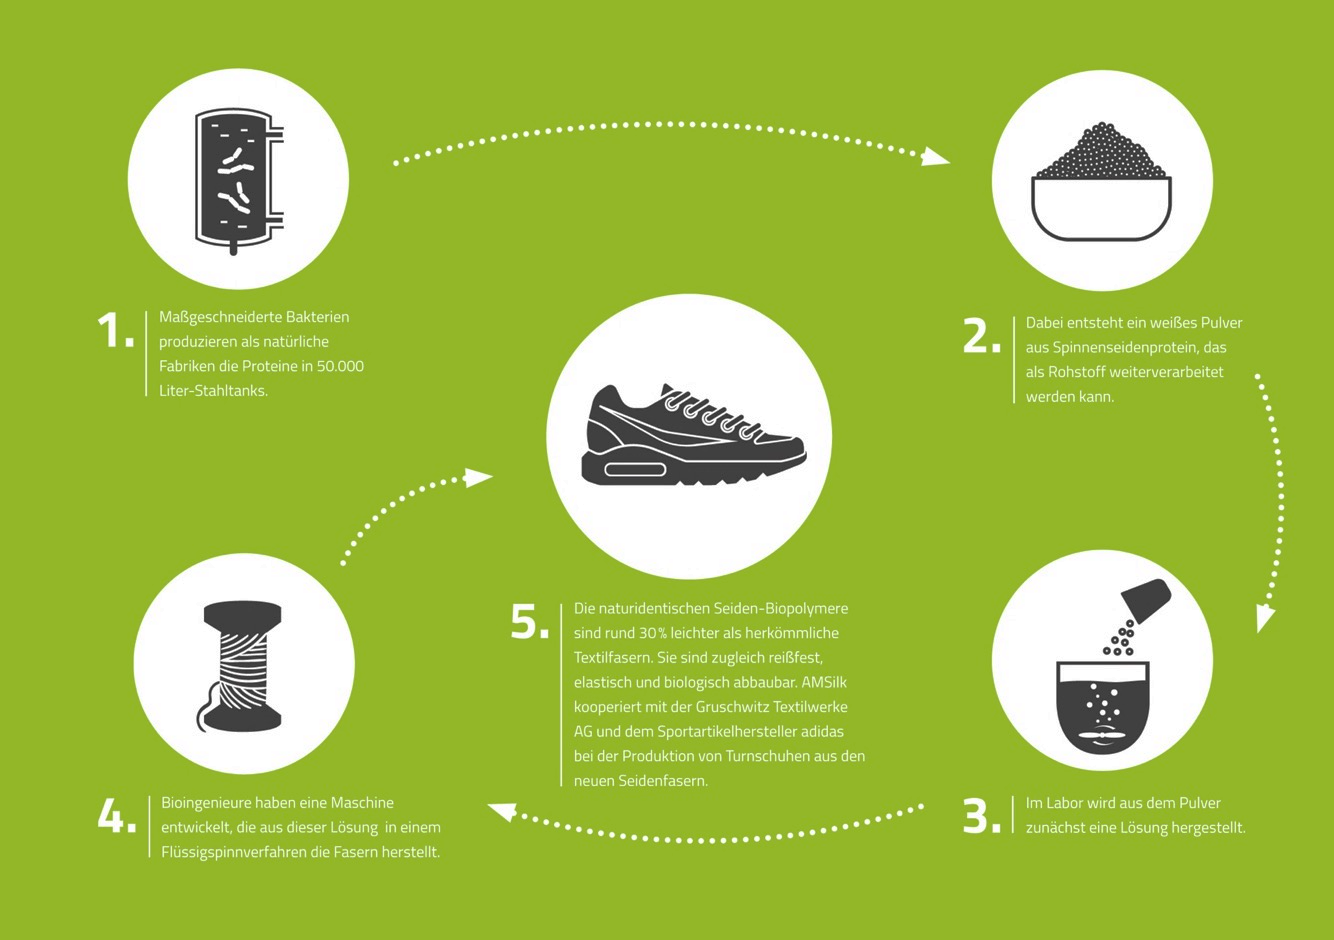 1.
Maßgeschneiderte Bakterien
produzieren als natürliche
Fabriken die Proteine in 50.000
Liter-Stahltanks.
2.
Dabei entsteht ein weißes Pulver
aus Spinnenseidenprotein, das
als Rohstoff weiterverarbeitet
werden kann.
3.
Im Labor wird aus dem Pulver
zunächst eine Lösung hergestellt.
4.
Bioingenieure haben eine Maschine
entwickelt, die aus dieser Lösung in einem
Flüssigspinnverfahren die Fasern herstellt.
5.
Die naturidentischen Seiden-Biopolymere
sind rund 30% leichter als herkömmliche
Textilfasern. Sie sind zugleich reißfest,
elastisch und biologisch abbaubar. AMSilk
kooperiert mit der Gruschwitz Textilwerke
AG und dem Sportartikelhersteller adidas
bei der Produktion von Turnschuhen aus den
neuen Seidenfasern.